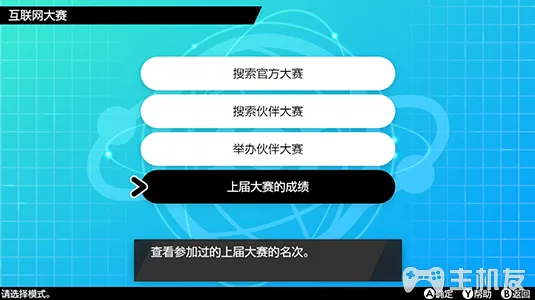 互联网大赛
搜索官方大赛
搜索伙伴大赛
举办伙伴大赛
上届大赛的成绩
查看参加过的上届大赛的名次。
请选择模式。
A确定 Y帮助 B返回
主机友